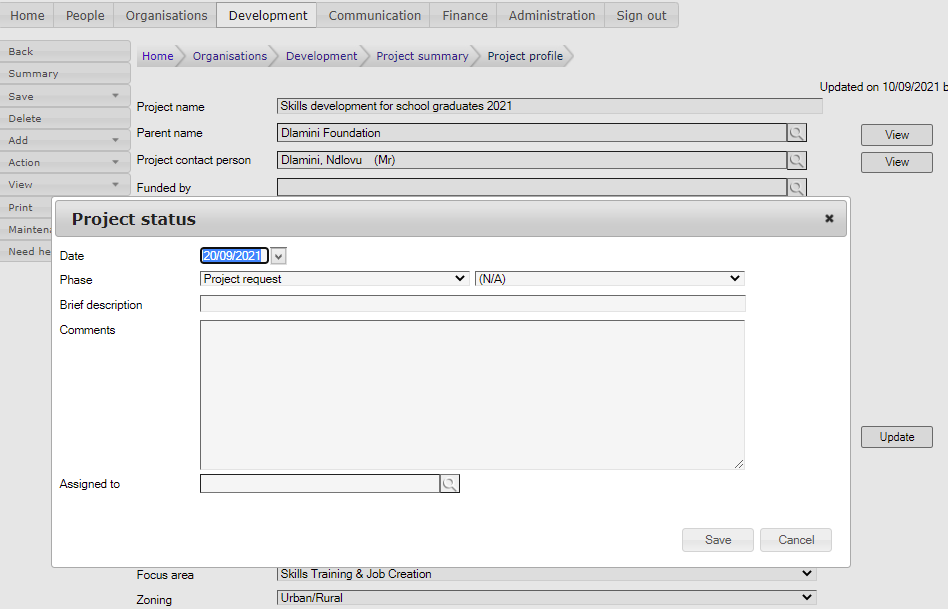 Home People Organisations Development Communication Finance Administration Sign out
Back
Summary
Save
Delete
Add
Action
View
Print
Need
Home Organisations Development Project summary Project profile
Updated on 10/09/2021
Project name Skills development for school graduates 2021
Parent name Dlamini Foundation View
Project contact person Dlamini, Ndlovu (Mr) View
Funded by
Project status
Date 20/09/2021
Phase Project request (N/A)
Brief description
Comments
Update
Assigned to
Save Cancel
Focus area Skills Training & Job Creation
Zoning Urban/Rural